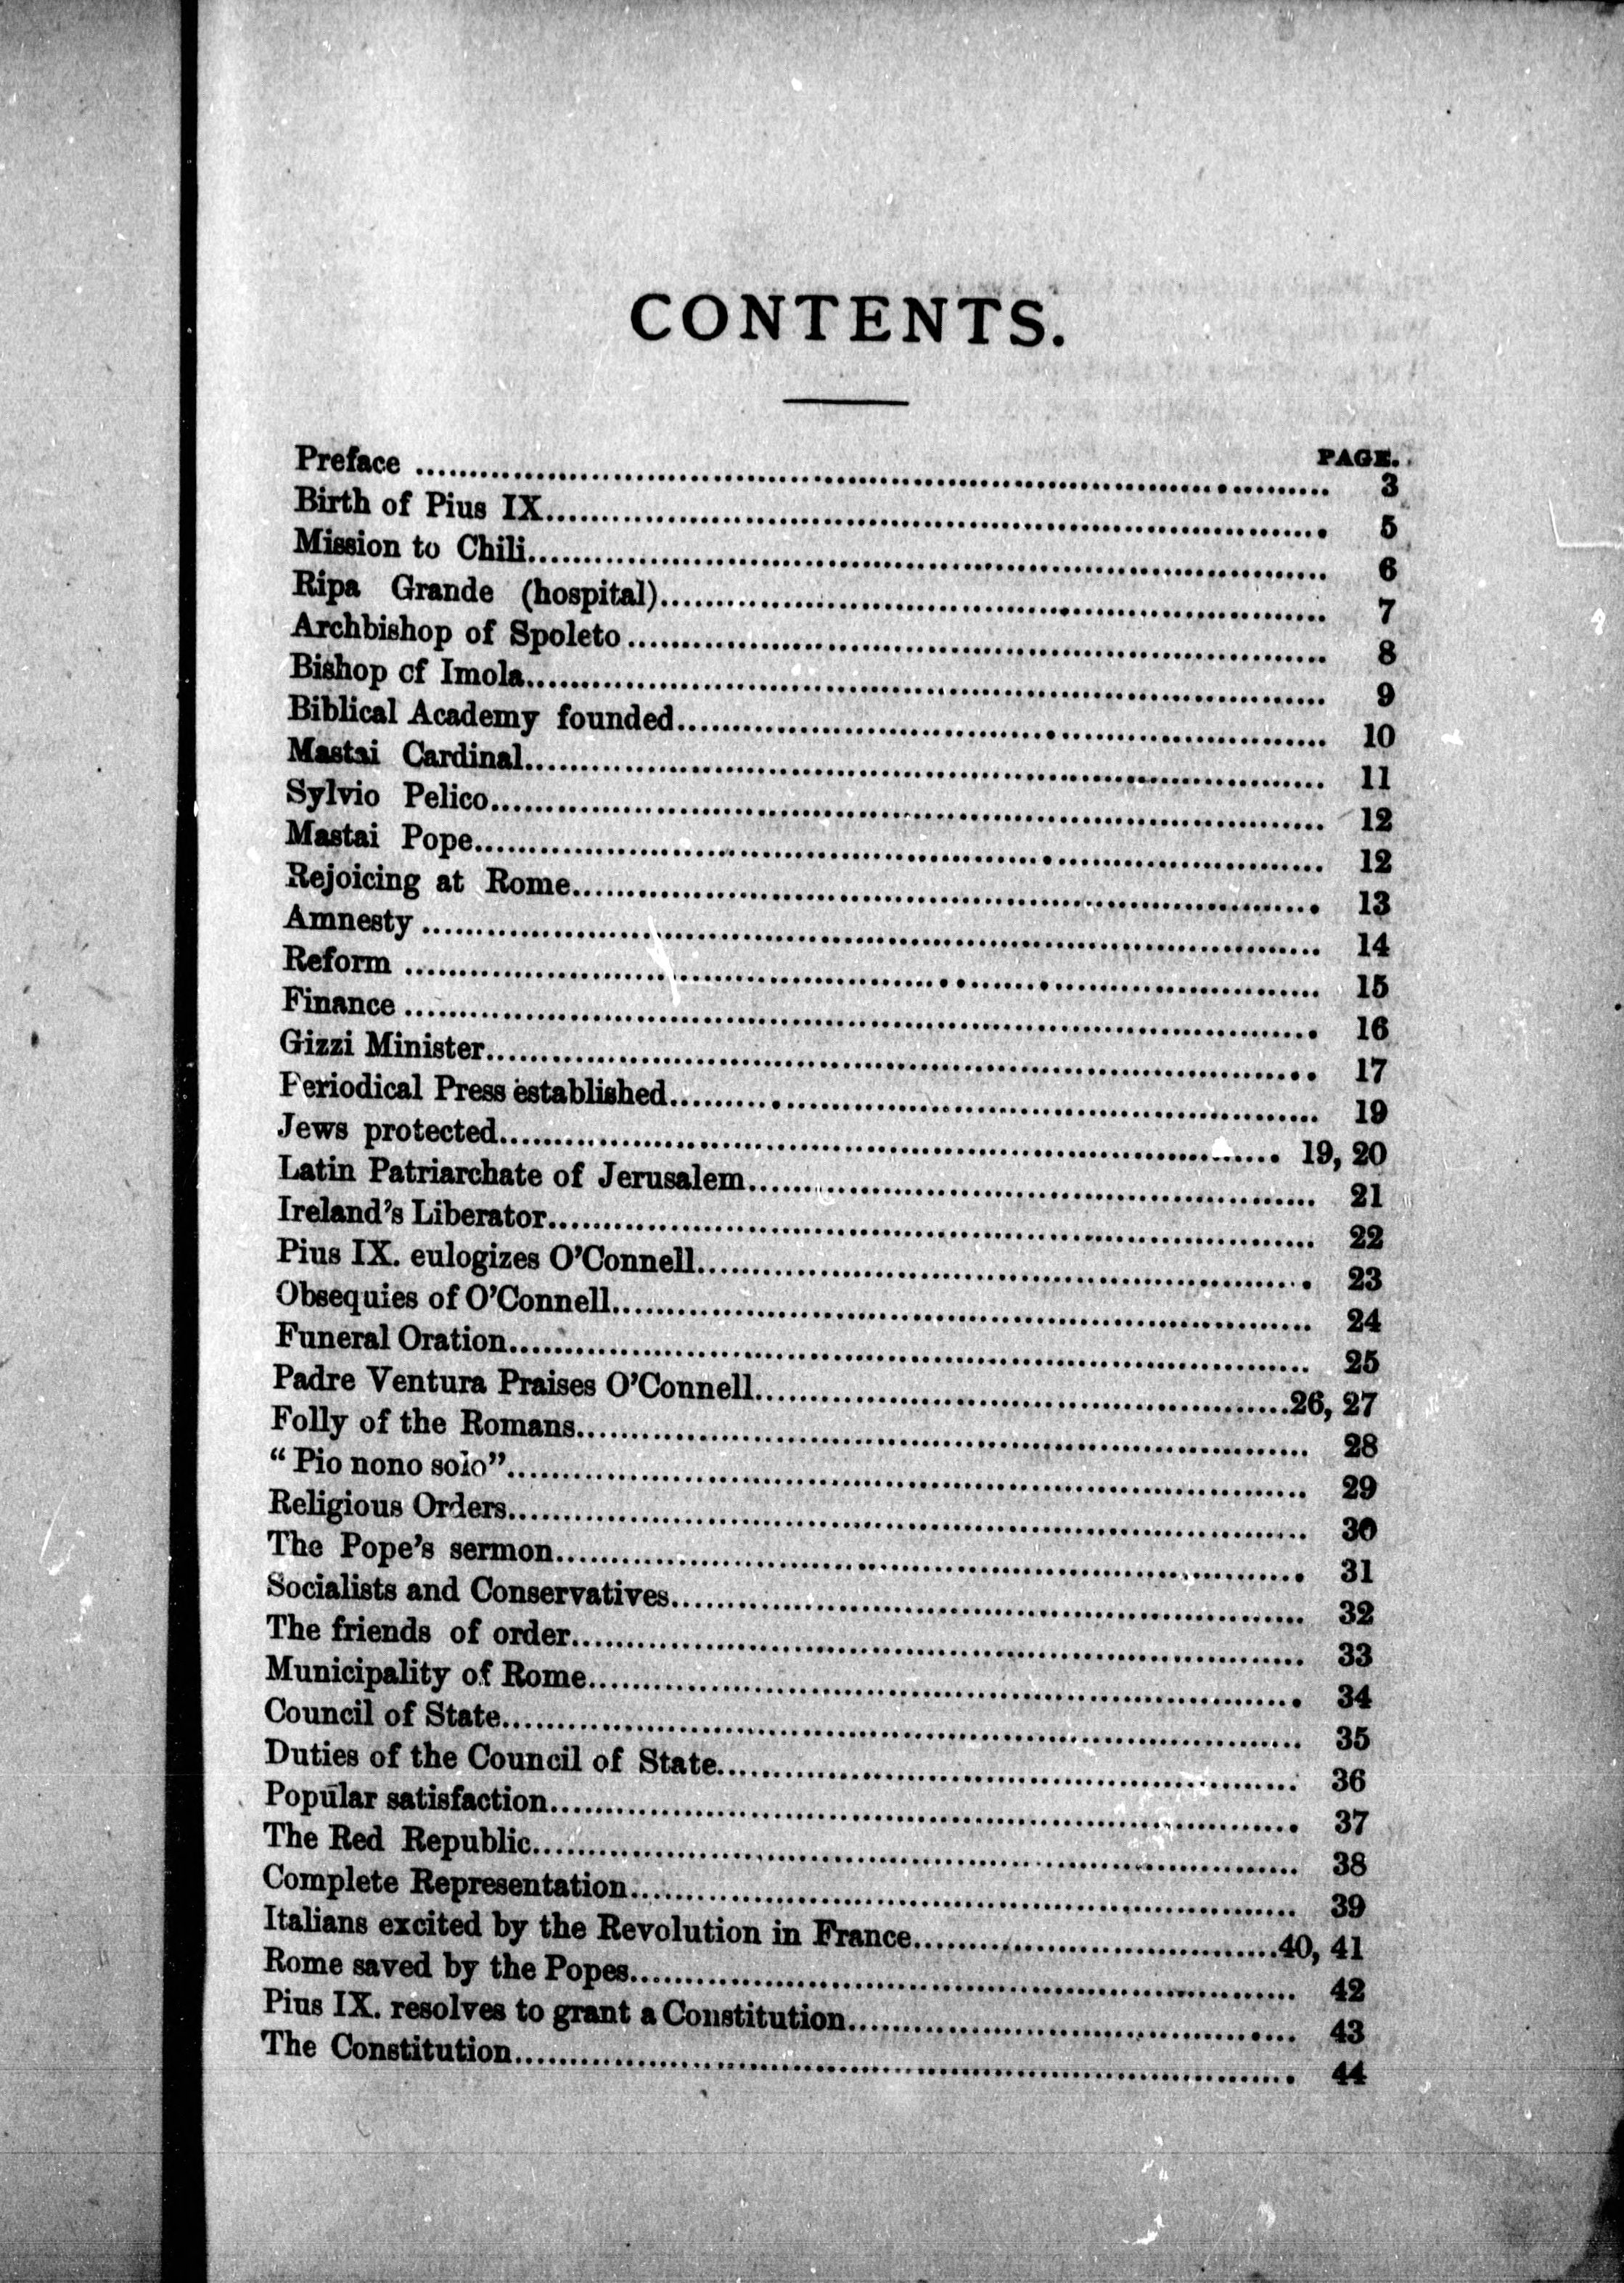 CONTENTS.
PAGE.
Preface ........ 3
Birth of Pius IX........ 5
Mission to Chili........ 6
Ripa Grande (hospital)........ 7
Archbishop of Spoleto ........ 8
Bishop of Imola........ 9
Biblical Academy founded........ 10
Mastai Cardinal........ 11
Sylvio Pelico........ 12
Mastai Pope........ 12
Rejoicing at Rome........ 13
Amnesty ........ 14
Reform ........ 15
Finance ........ 16
Gizzi Minister........ 17
Periodical Press established........ 19
Jews protected........ 19, 20
Latin Patriarchate of Jerusalem........ 21
Ireland's Liberator........ 22
Pius IX. eulogizes O'Connell........ 23
Obsequies of O'Connell........ 24
Funeral Oration........ 25
Padre Ventura Praises O'Connell........26, 27
Folly of the Romans........ 28
"Pio nono solo"........ 29
Religious Orders........ 30
The Pope's sermon........ 31
Socialists and Conservatives........ 32
The friends of order........ 33
Municipality of Rome........ 34
Council of State........ 35
Duties of the Council of State........ 36
Popular satisfaction........ 37
The Red Republic........ 38
Complete Representation........ 39
Italians excited by the Revolution in France........40, 41
Rome saved by the Popes........ 42
Pius IX. resolves to grant a Constitution........ 43
The Constitution........ 44